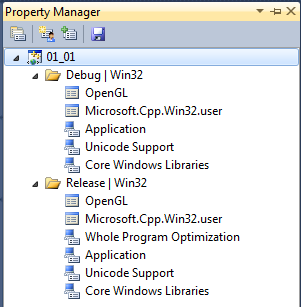 Property Manager
01_01
Debug | Win32
OpenGL
Microsoft.Cpp.Win32.user
Application
Unicode Support
Core Windows Libraries
Release | Win32
OpenGL
Microsoft.Cpp.Win32.user
Whole Program Optimization
Application
Unicode Support
Core Windows Libraries